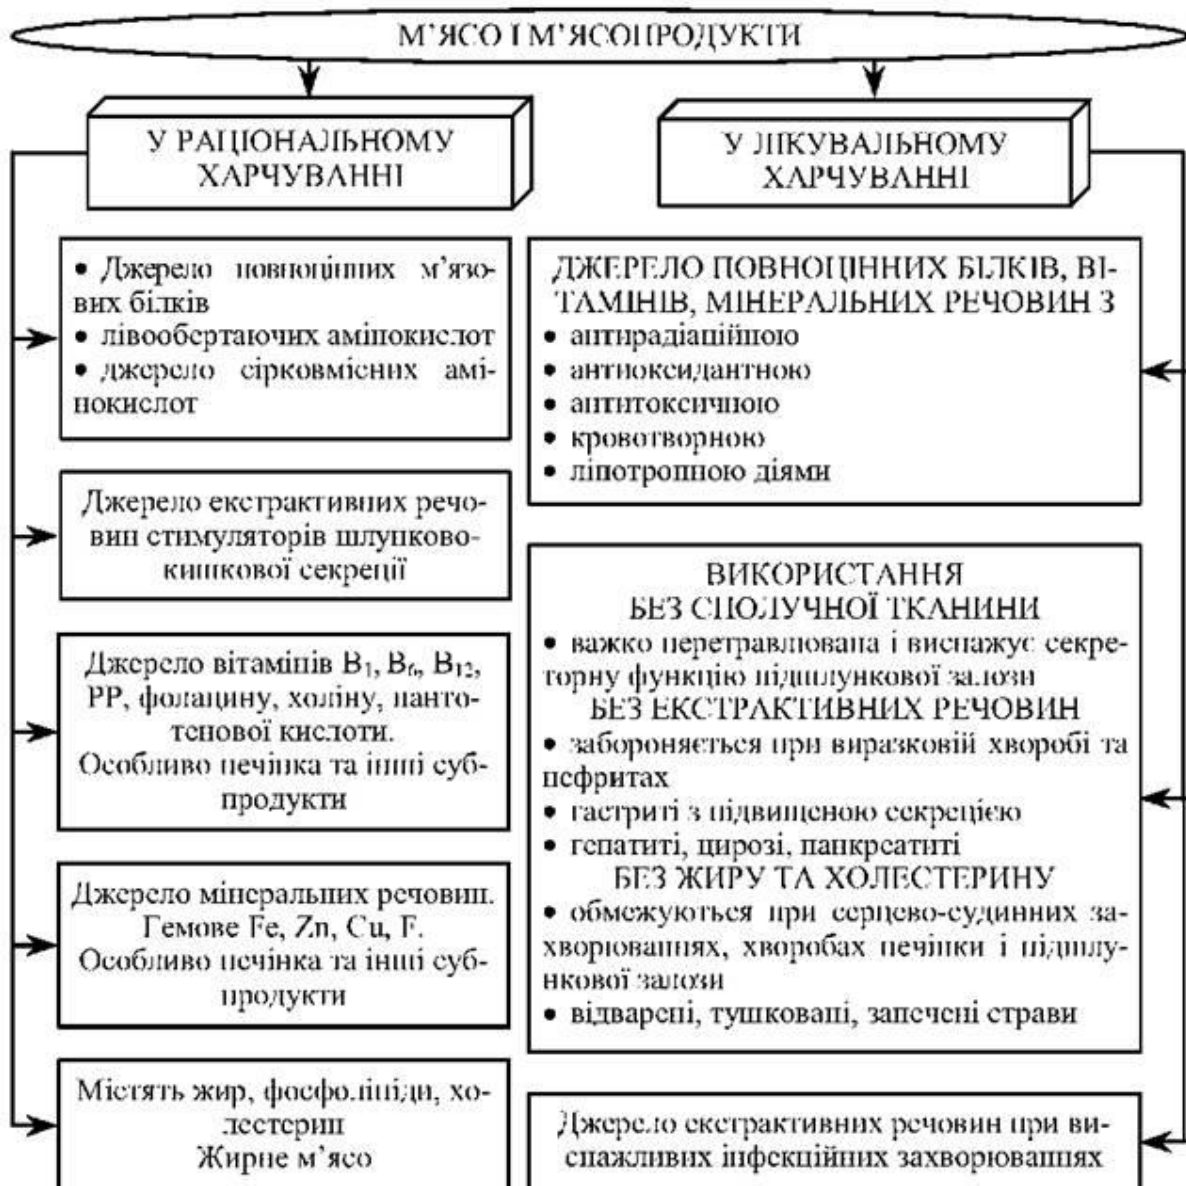 М’ЯСО І М’ЯСОПРОДУКТИ
У РАЦІОНАЛЬНОМУ
ХАРЧУВАННІ
• Джерело повноцінних м’язо-
вих білків
• лівообертаючих амінокислот
• джерело сірковмісних амі-
нокислот
Джерело екстрактивних речо-
вин стимуляторів шлунково-
кишкової секреції
Джерело вітамінів B₁, B₆, B₁₂,
PP, фолацину, холіну, панто-
тенової кислоти.
Особливо печінка та інші суб-
продукти
Джерело мінеральних речовин.
Гемове Fe, Zn, Cu, F.
Особливо печінка та інші суб-
продукти
Містять жир, фосфоліпіди, хо-
лестерин
Жирне м’ясо
У ЛІКУВАЛЬНОМУ
ХАРЧУВАННІ
ДЖЕРЕЛО ПОВНОЦІННИХ БІЛКІВ, ВІ-
ТАМІНІВ, МІНЕРАЛЬНИХ РЕЧОВИН З
• антирадіаційною
• антиоксидантною
• антитоксичною
• кровотворною
• ліпотропною діями
ВИКОРИСТАННЯ
БЕЗ СПОЛУЧНОЇ ТКАНИНИ
• важко перетравлювана і виснажує секре-
торну функцію підшлункової залози
БЕЗ ЕКСТРАКТИВНИХ РЕЧОВИН
• забороняється при виразковій хворобі та
нефритах
• гастриті з підвищеною секрецією
• гепатиті, цирозі, панкреатиті
БЕЗ ЖИРУ ТА ХОЛЕСТЕРИНУ
• обмежуються при серцево-судинних за-
хворюваннях, хворобах печінки і підшлу-
нкової залози
• відварені, тушковані, запечені страви
Джерело екстрактивних речовин при ви-
снажливих інфекційних захворюваннях